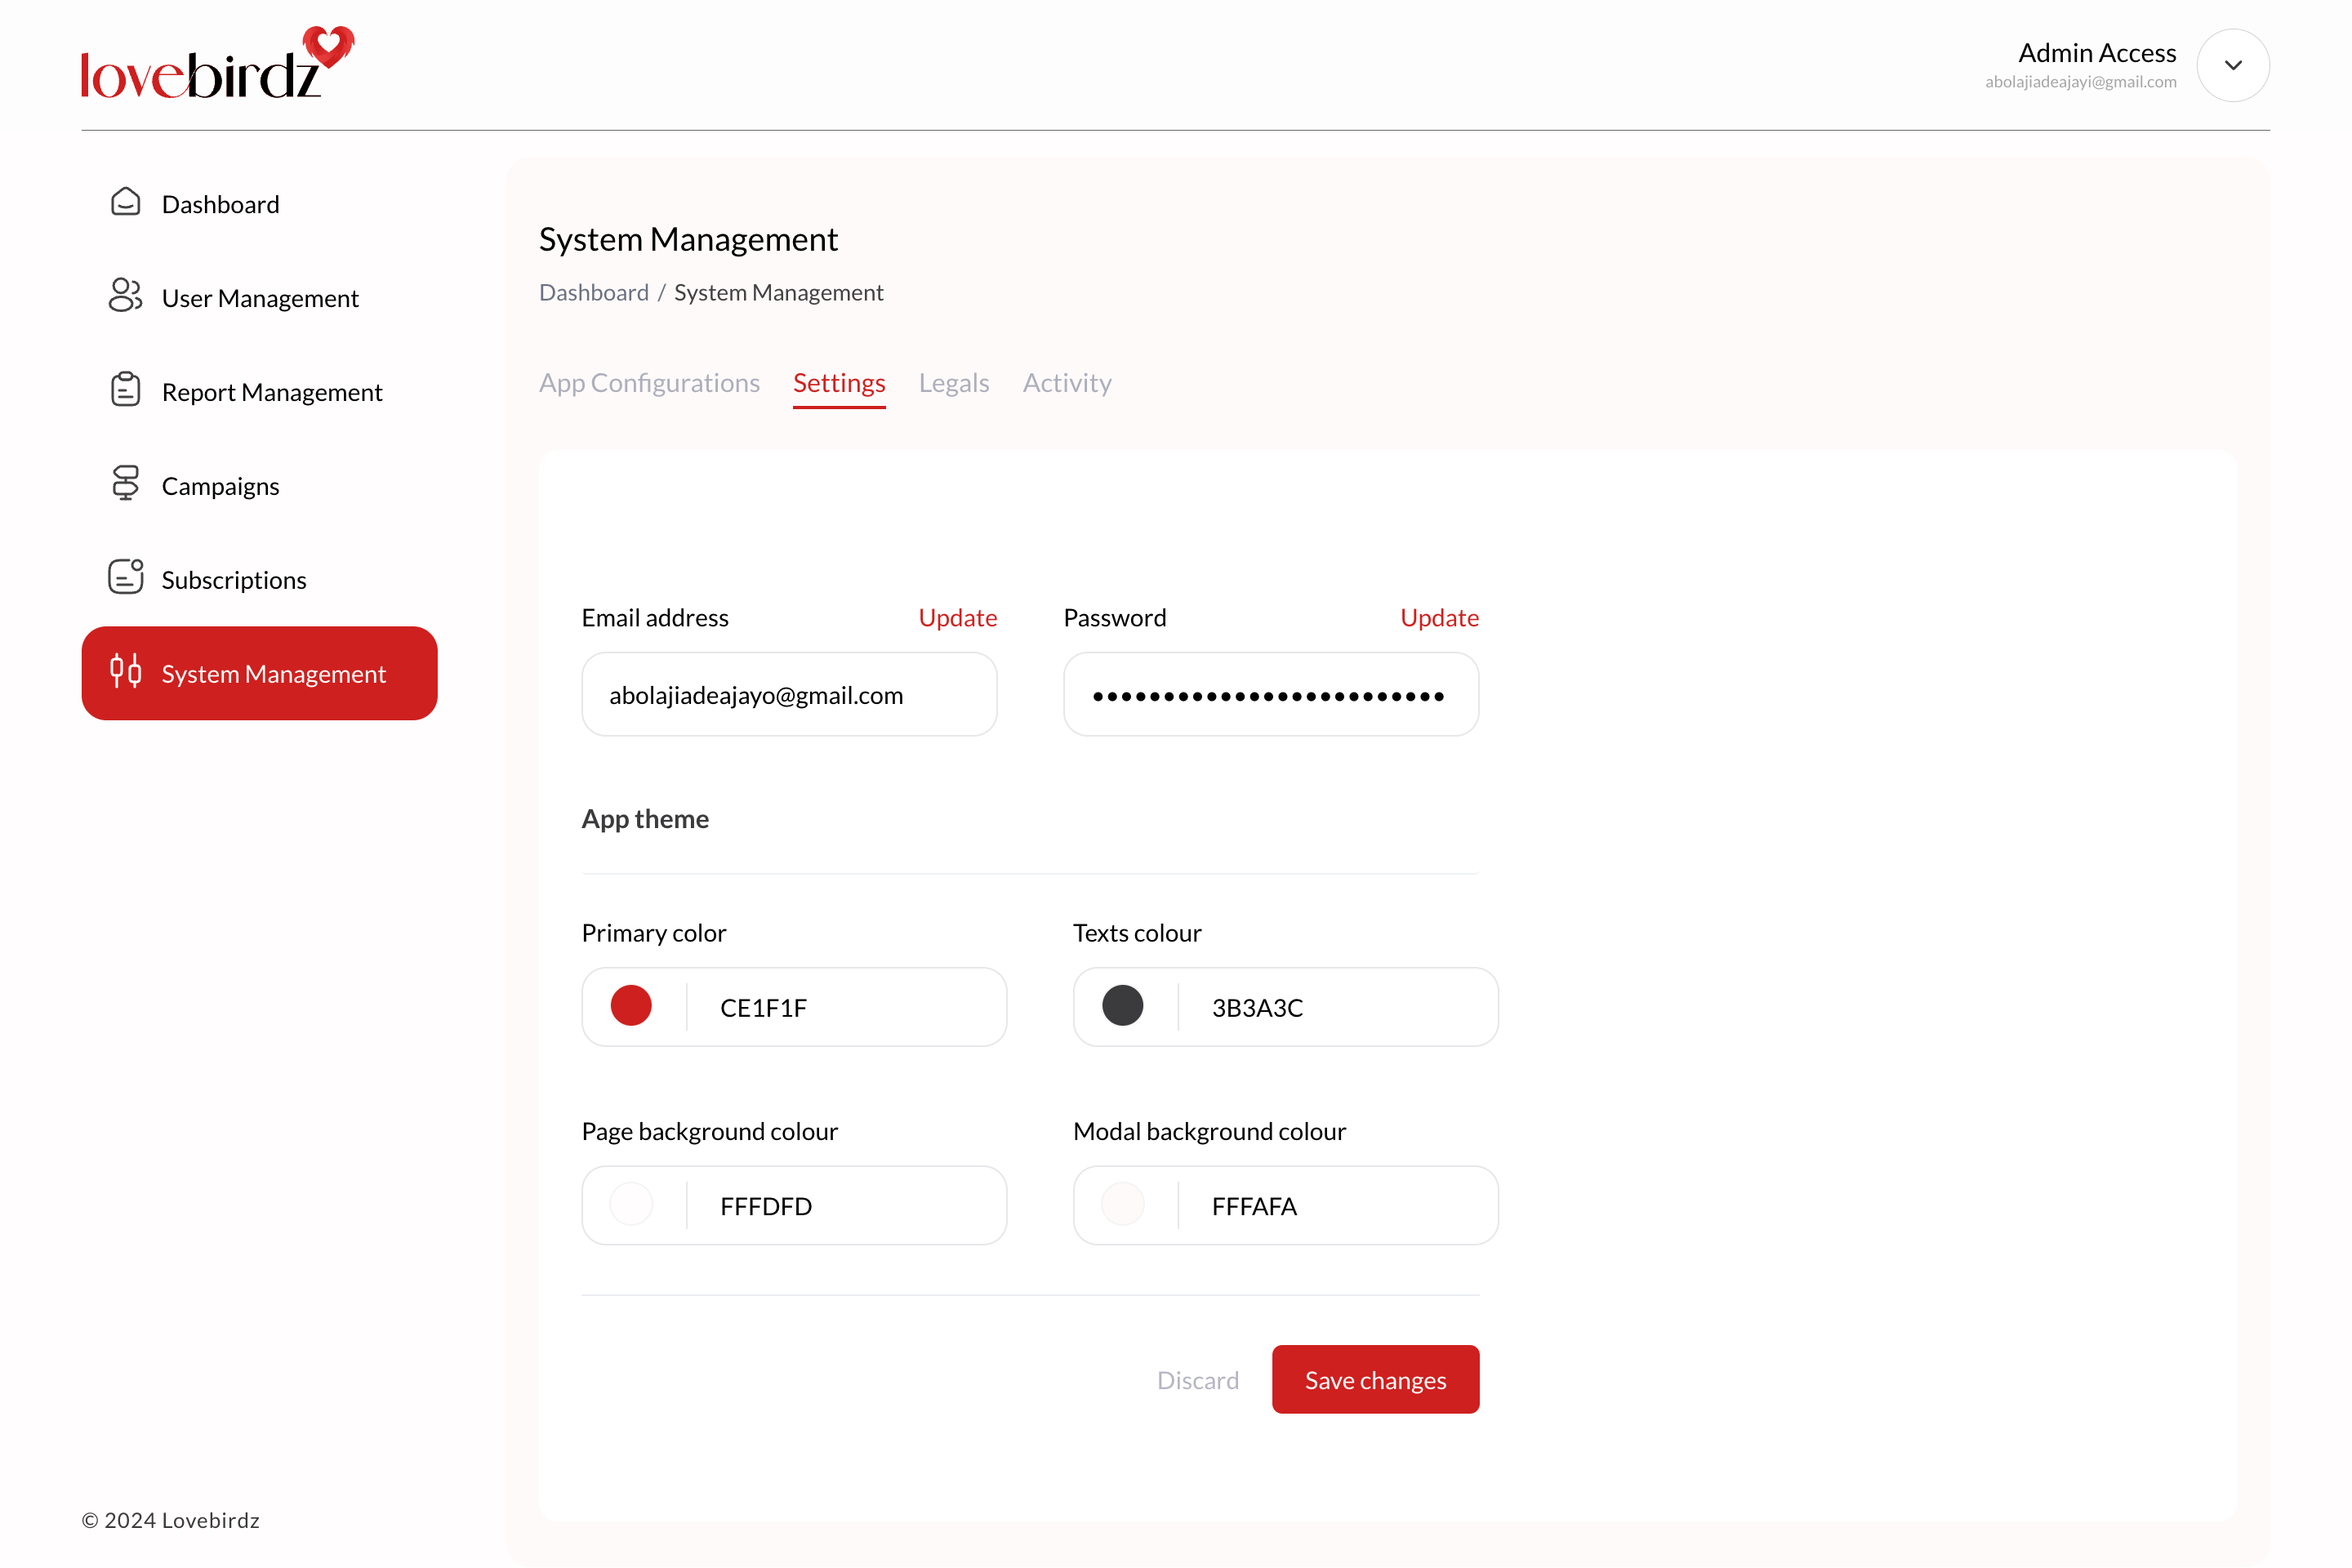 lovebirdz
Admin Access
abolajiadeajayi@gmail.com
Dashboard
User Management
Report Management
Campaigns
Subscriptions
System Management
© 2024 Lovebirdz
System Management
Dashboard / System Management
App Configurations Settings Legals Activity
Email address Update Password Update
abolajiadeajayo@gmail.com •••••••••••••••••••••••••
App theme
Primary color Texts colour
CE1F1F 3B3A3C
Page background colour Modal background colour
FFFDFD FFFAFA
Discard Save changes